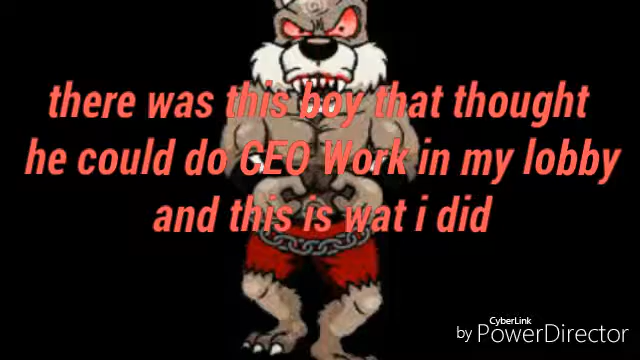 there was this boy that thought
he could do CEO Work in my lobby
and this is wat i did
CyberLink
by PowerDirector